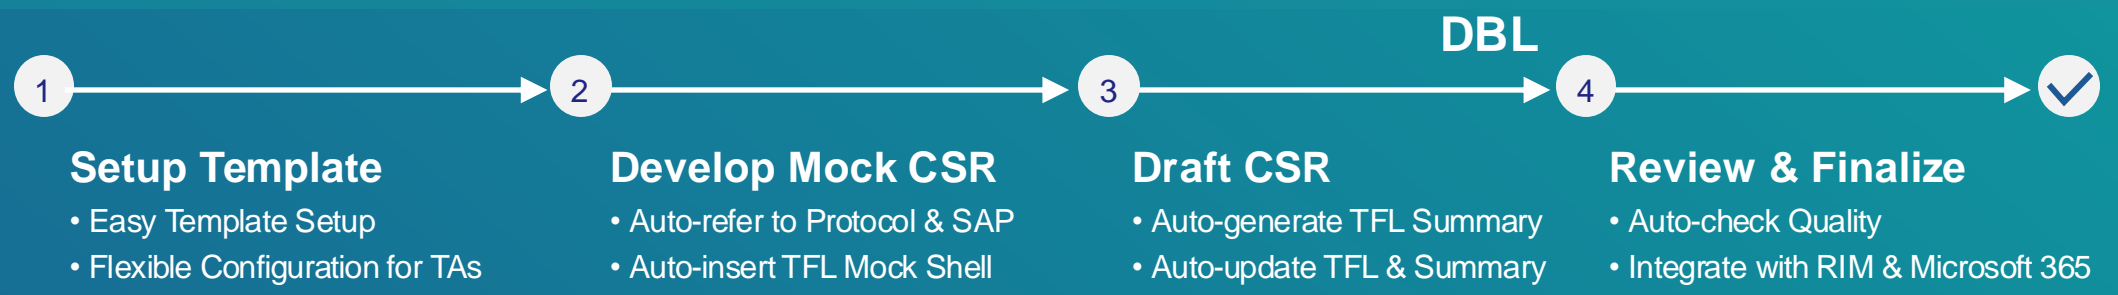 DBL
1
2
3
4
Setup Template
• Easy Template Setup
• Flexible Configuration for TAs
Develop Mock CSR
• Auto-refer to Protocol & SAP
• Auto-insert TFL Mock Shell
Draft CSR
• Auto-generate TFL Summary
• Auto-update TFL & Summary
Review & Finalize
• Auto-check Quality
• Integrate with RIM & Microsoft 365